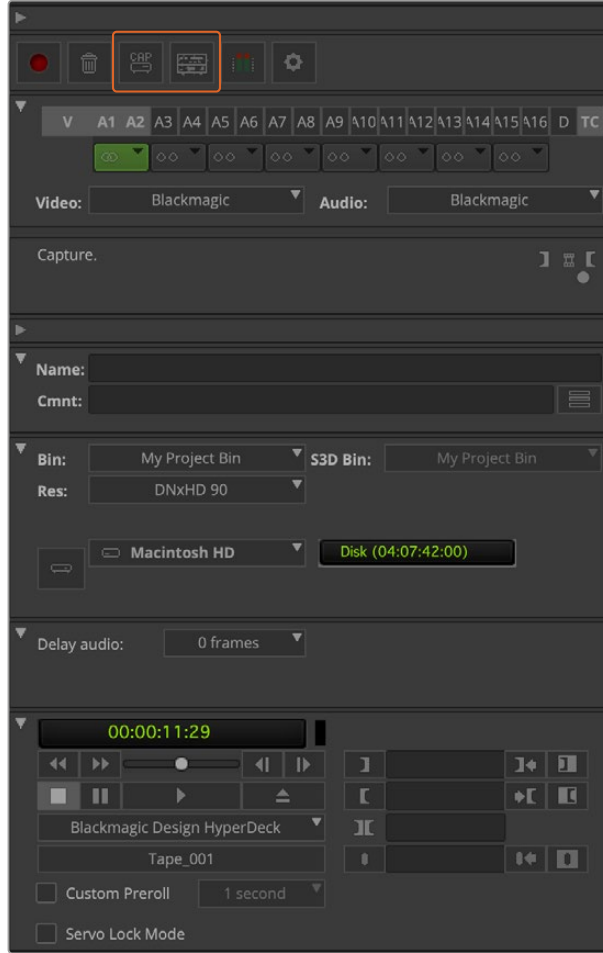 CAP
V A1 A2 A3 A4 A5 A6 A7 A8 A9 A10 A11 A12 A13 A14 A15 A16 D TC
Video: Blackmagic Audio: Blackmagic
Capture.
Name:
Cmnt:
Bin: My Project Bin S3D Bin: My Project Bin
Res: DNxHD 90
Macintosh HD Disk (04:07:42:00)
Delay audio: 0 frames
00:00:11:29
Blackmagic Design HyperDeck
Tape_001
Custom Preroll 1 second
Servo Lock Mode